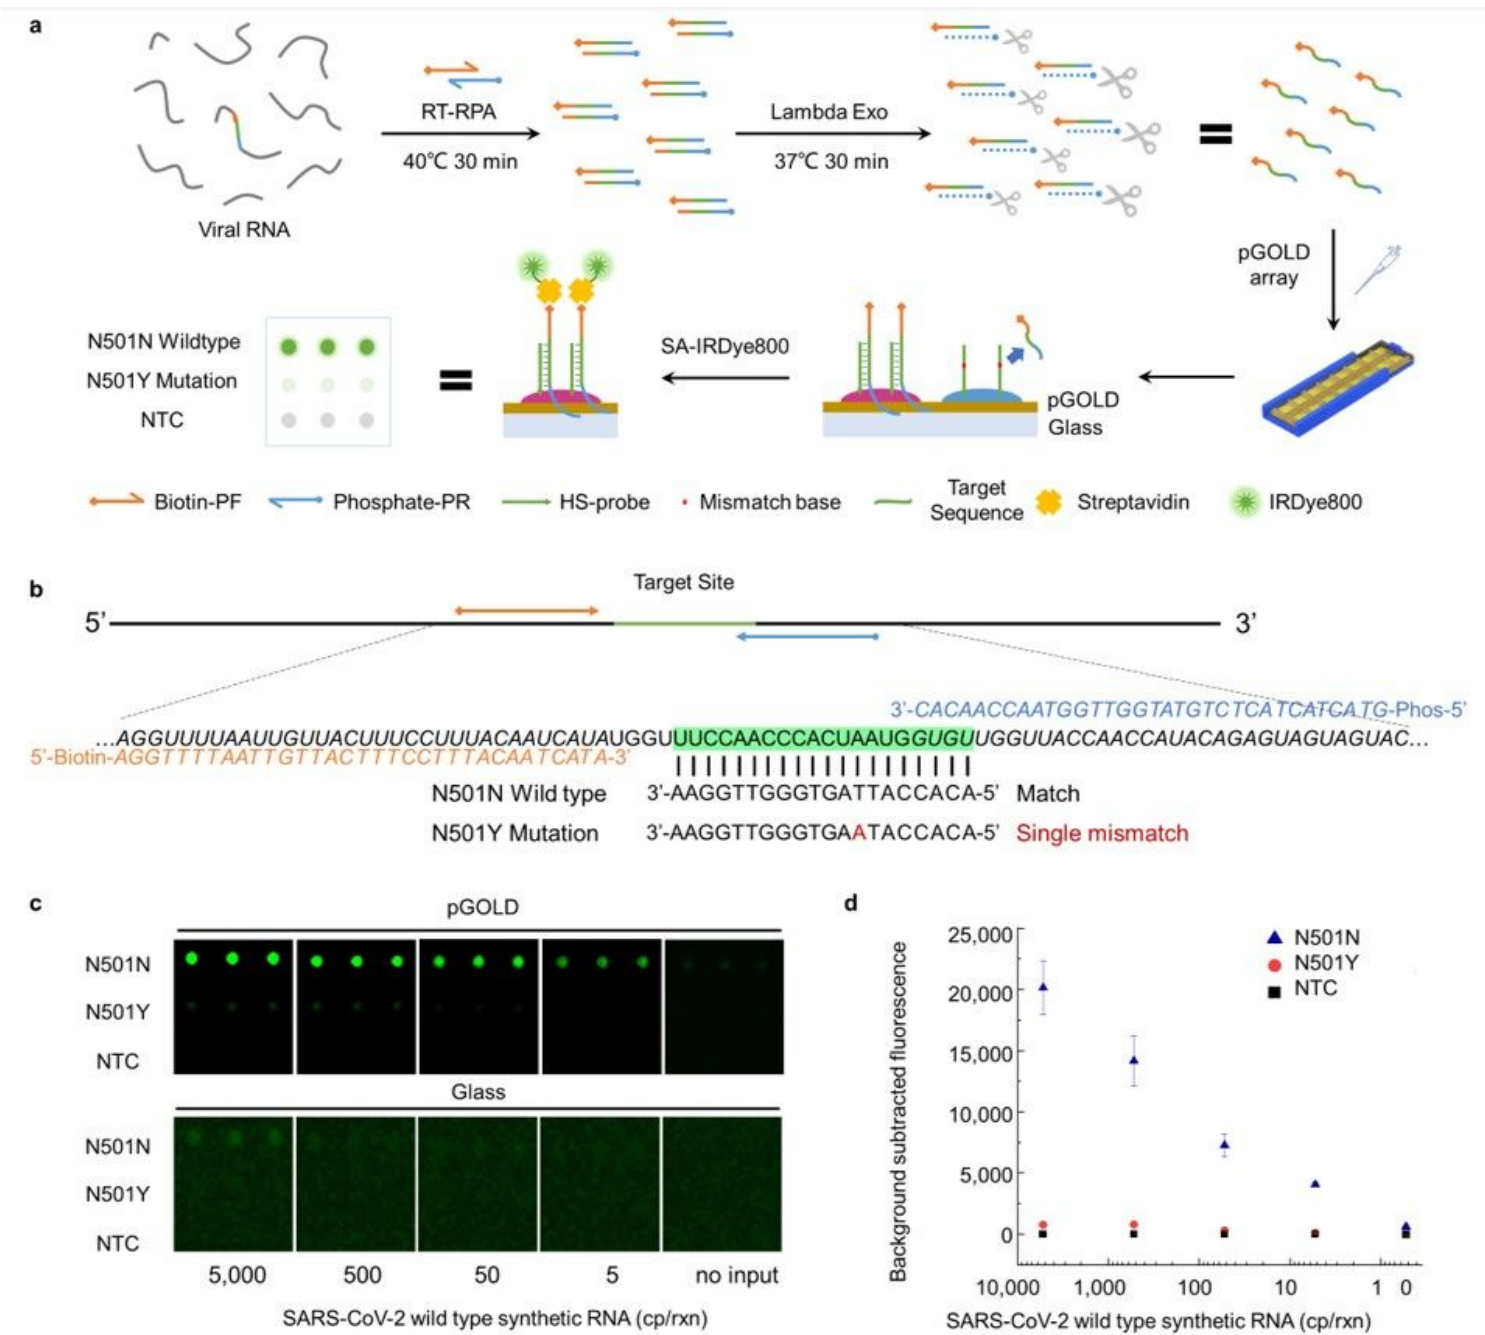 a
RT-RPA
40℃ 30 min
Lambda Exo
37℃ 30 min
Viral RNA
pGOLD
array
N501N Wildtype
N501Y Mutation
NTC
SA-IRDye800
pGOLD
Glass
Biotin-PF
Phosphate-PR
HS-probe
Mismatch base
Target
Sequence
Streptavidin
IRDye800
b
Target Site
5’
3’
3’-CACAACCAATGGTTGGTATGTCTCATCATCATG-Phos-5’
...AGGUUUUAAUUGUUACUUUCCUUUACAAUCAUAUGGUUUCCAACCCACUAAUGGUGUUGGUUACCAACCAUACAGAGUAGUAGUAC...
5’-Biotin-AGGTTTTAATTGTTACTTTCCTTTACAATCATA-3’
N501N Wild type 3’-AAGGTTGGGTGATTACCACA-5’ Match
N501Y Mutation 3’-AAGGTTGGGTGAATACCACA-5’ Single mismatch
c
pGOLD
N501N
N501Y
NTC
Glass
N501N
N501Y
NTC
5,000 500 50 5 no input
SARS-CoV-2 wild type synthetic RNA (cp/rxn)
d
Background subtracted fluorescence
25,000
20,000
15,000
10,000
5,000
0
N501N
N501Y
NTC
10,000 1,000 100 10 1 0
SARS-CoV-2 wild type synthetic RNA (cp/rxn)